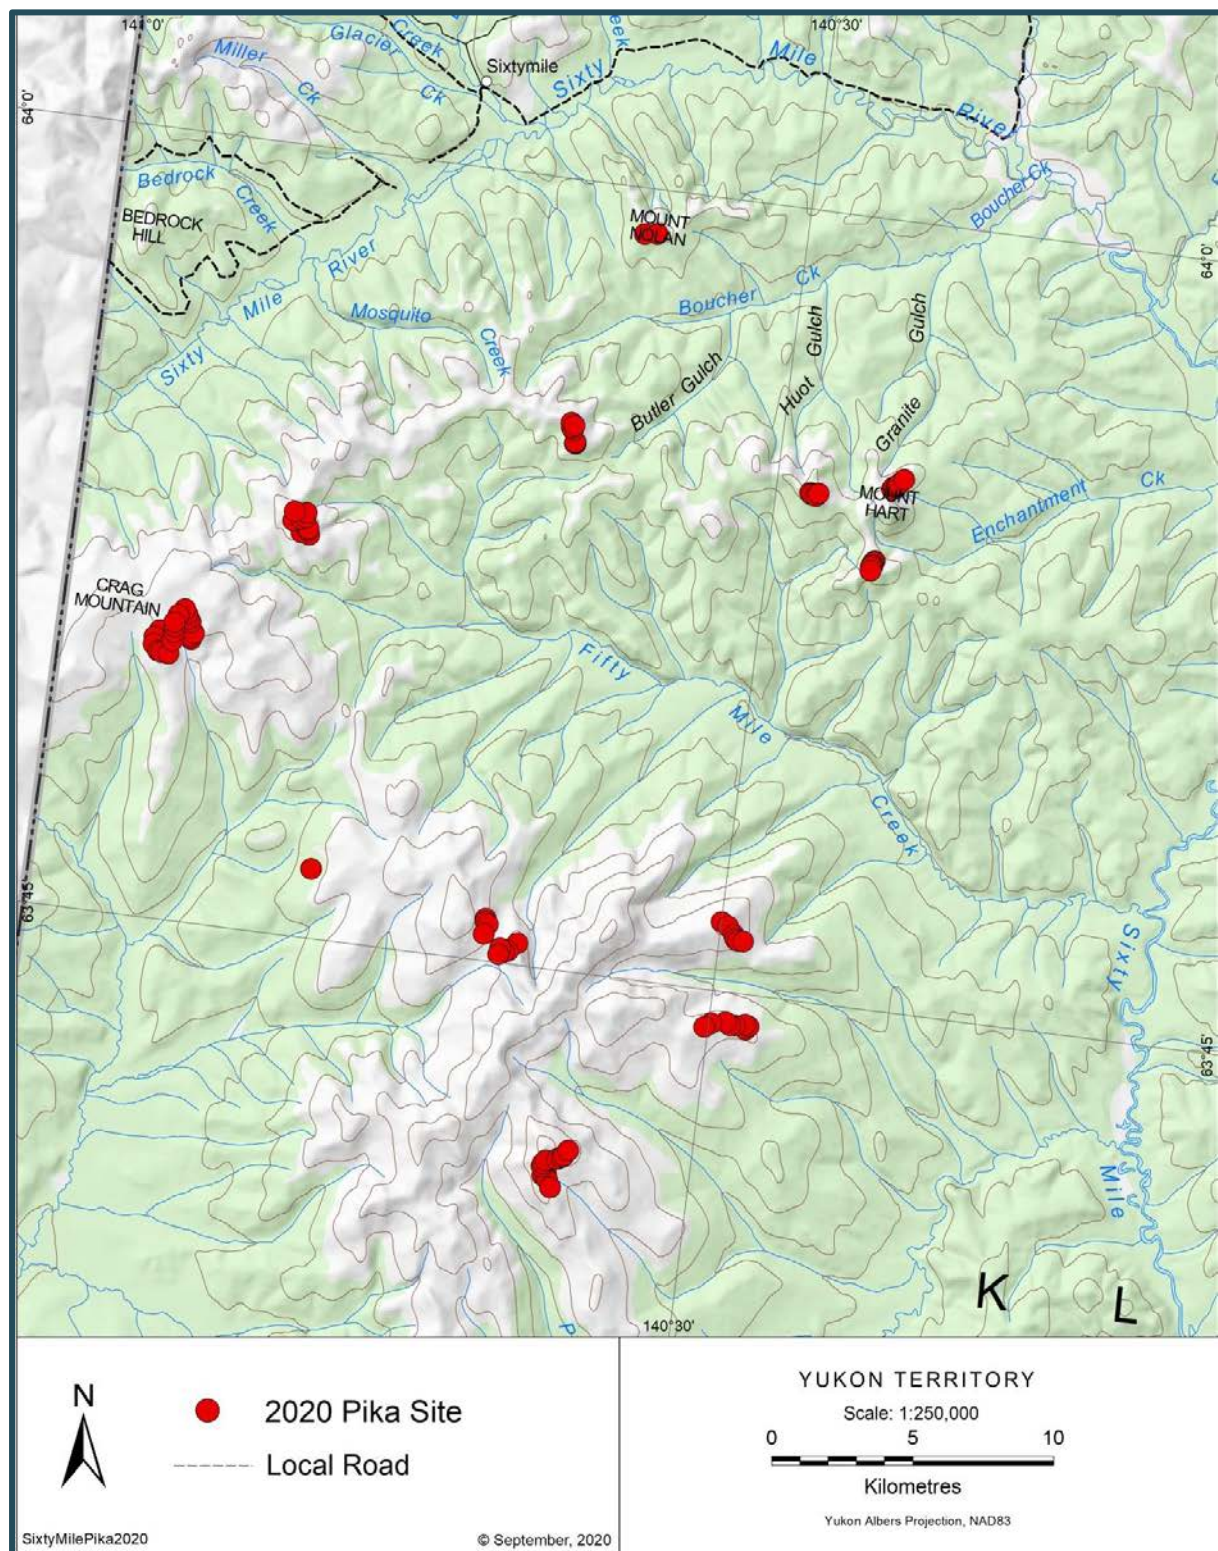 141°0'
140°30'
Glacier
Creek
Creek
Miller
Ck
Ck
Sixtymile
Sixty
Mile
River
64°0'
Bedrock
Creek
BEDROCK
HILL
Boucher Ck
MOUNT
NOLAN
River
Mile
Sixty
64°0'
Mosquito
Creek
Boucher
Ck
Gulch
Gulch
Butler Gulch
Huot
Granite
MOUNT
HART
Enchantment
Ck
CRAG
MOUNTAIN
Fifty
Mile
Creek
63°45'
Sixty
63°45'
Mile
K
L
140°30'
P
N
2020 Pika Site
Local Road
SixtyMilePika2020
© September, 2020
YUKON TERRITORY
Scale: 1:250,000
0 5 10
Kilometres
Yukon Albers Projection, NAD83